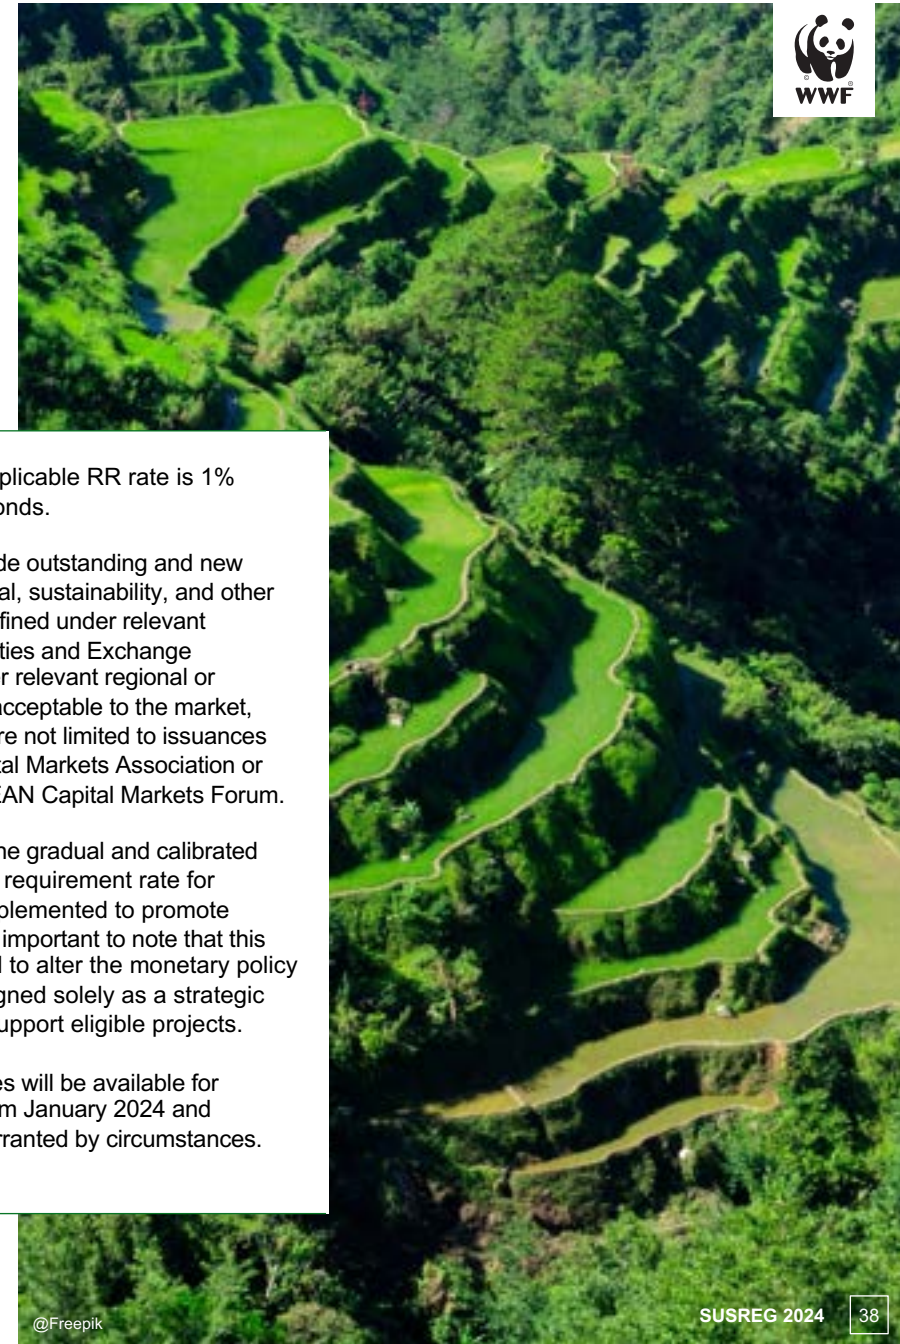 WWF
plicable RR rate is 1%
onds.
de outstanding and new
al, sustainability, and other
fined under relevant
ties and Exchange
r relevant regional or
acceptable to the market,
re not limited to issuances
tal Markets Association or
EAN Capital Markets Forum.
he gradual and calibrated
requirement rate for
plemented to promote
important to note that this
l to alter the monetary policy
gned solely as a strategic
upport eligible projects.
es will be available for
m January 2024 and
rranted by circumstances.
@Freepik
SUSREG 2024 38